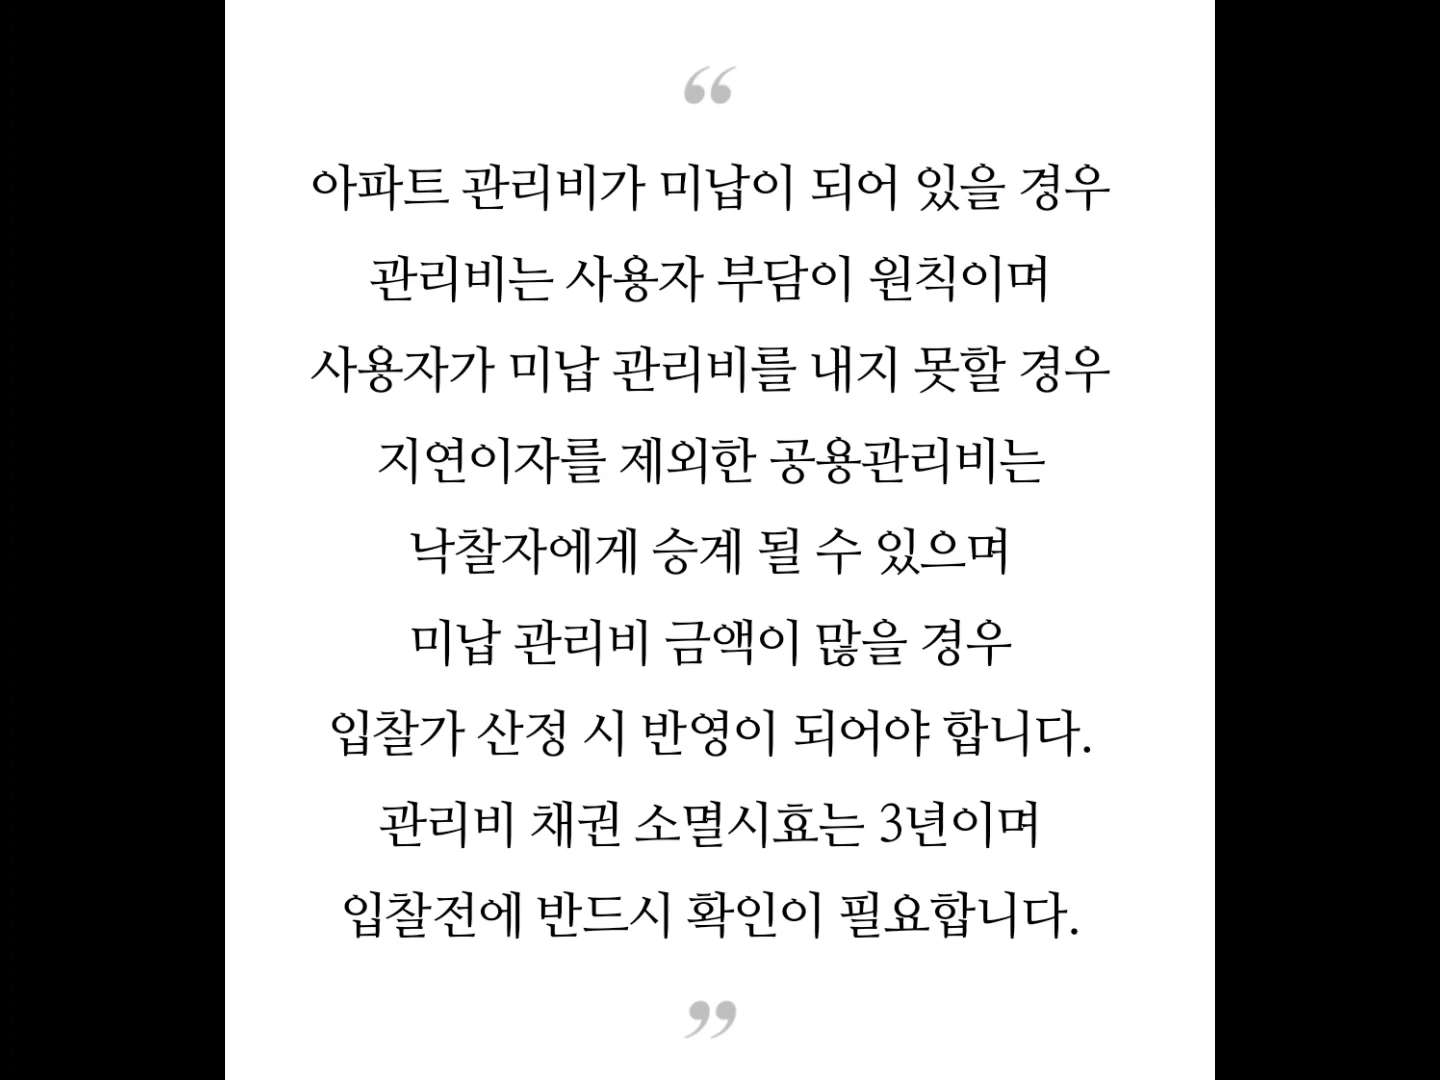 “
아파트 관리비가 미납이 되어 있을 경우
관리비는 사용자 부담이 원칙이며
사용자가 미납 관리비를 내지 못할 경우
지연이자를 제외한 공용관리비는
낙찰자에게 승계 될 수 있으며
미납 관리비 금액이 많을 경우
입찰가 산정 시 반영이 되어야 합니다.
관리비 채권 소멸시효는 3년이며
입찰전에 반드시 확인이 필요합니다.
”